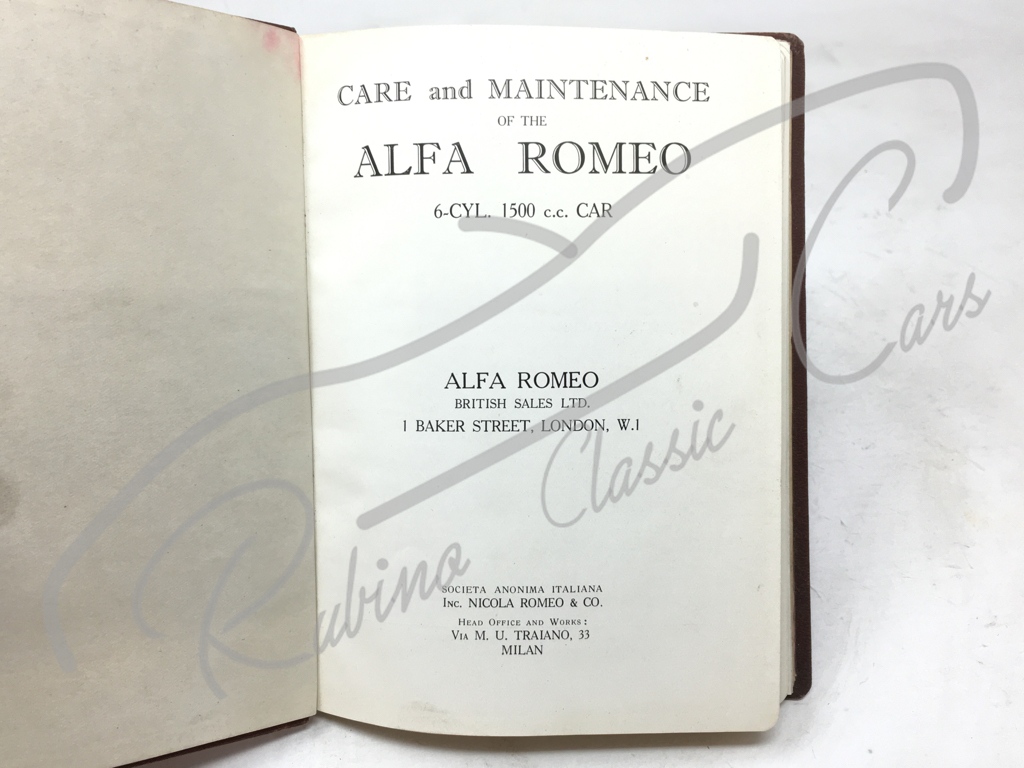 CARE and MAINTENANCE
OF THE
ALFA ROMEO
6-CYL. 1500 c.c. CAR
ALFA ROMEO
BRITISH SALES LTD.
1 BAKER STREET, LONDON, W.1
SOCIETA ANONIMA ITALIANA
INC. NICOLA ROMEO & CO.
HEAD OFFICE AND WORKS:
VIA M. U. TRAIANO, 33
MILAN
Rubino Classic Cars